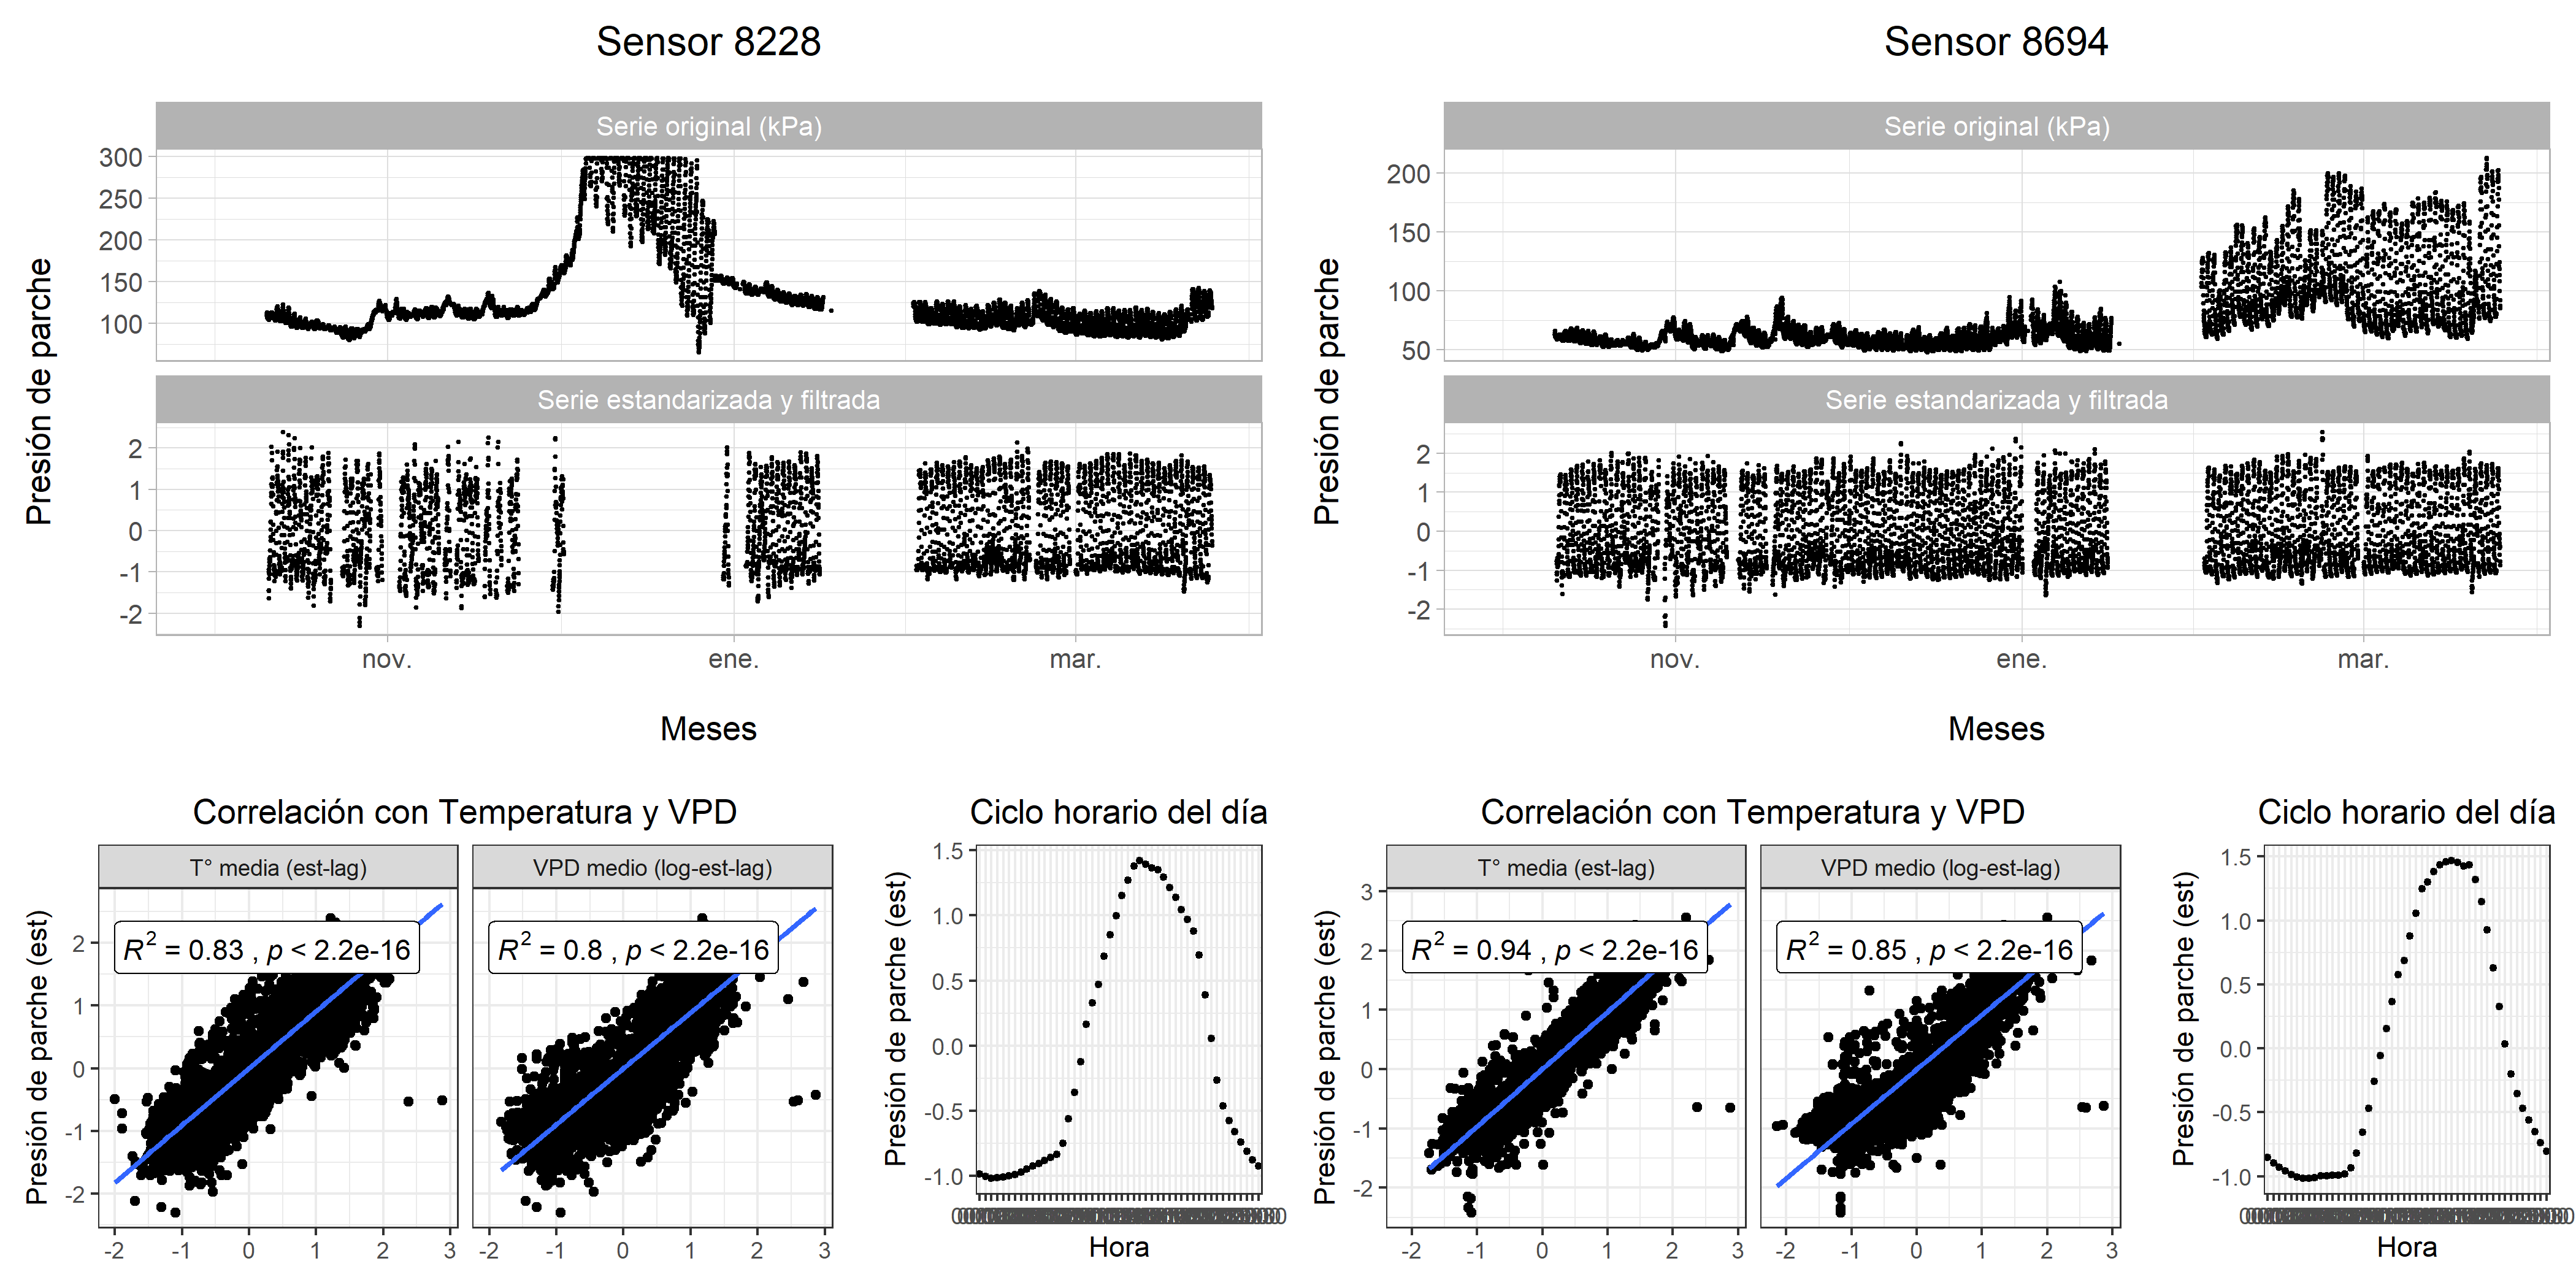 Sensor 8228
Serie original (kPa)
300
250
200
150
100
Serie estandarizada y filtrada
2
1
0
-1
-2
nov.
ene.
mar.
Presión de parche
Meses
Correlación con Temperatura y VPD
T° media (est-lag)
VPD medio (log-est-lag)
R² = 0.83 , p < 2.2e-16
R² = 0.8 , p < 2.2e-16
2
1
0
-1
-2
-2 -1 0 1 2 3
-2 -1 0 1 2 3
Presión de parche (est)
Ciclo horario del día
1.5
1.0
0.5
0.0
-0.5
-1.0
Presión de parche (est)
Hora
Sensor 8694
Serie original (kPa)
200
150
100
50
Serie estandarizada y filtrada
2
1
0
-1
-2
nov.
ene.
mar.
Presión de parche
Meses
Correlación con Temperatura y VPD
T° media (est-lag)
VPD medio (log-est-lag)
R² = 0.94 , p < 2.2e-16
R² = 0.85 , p < 2.2e-16
3
2
1
0
-1
-2
-2 -1 0 1 2 3
-2 -1 0 1 2 3
Presión de parche (est)
Ciclo horario del día
1.5
1.0
0.5
0.0
-0.5
-1.0
Presión de parche (est)
Hora